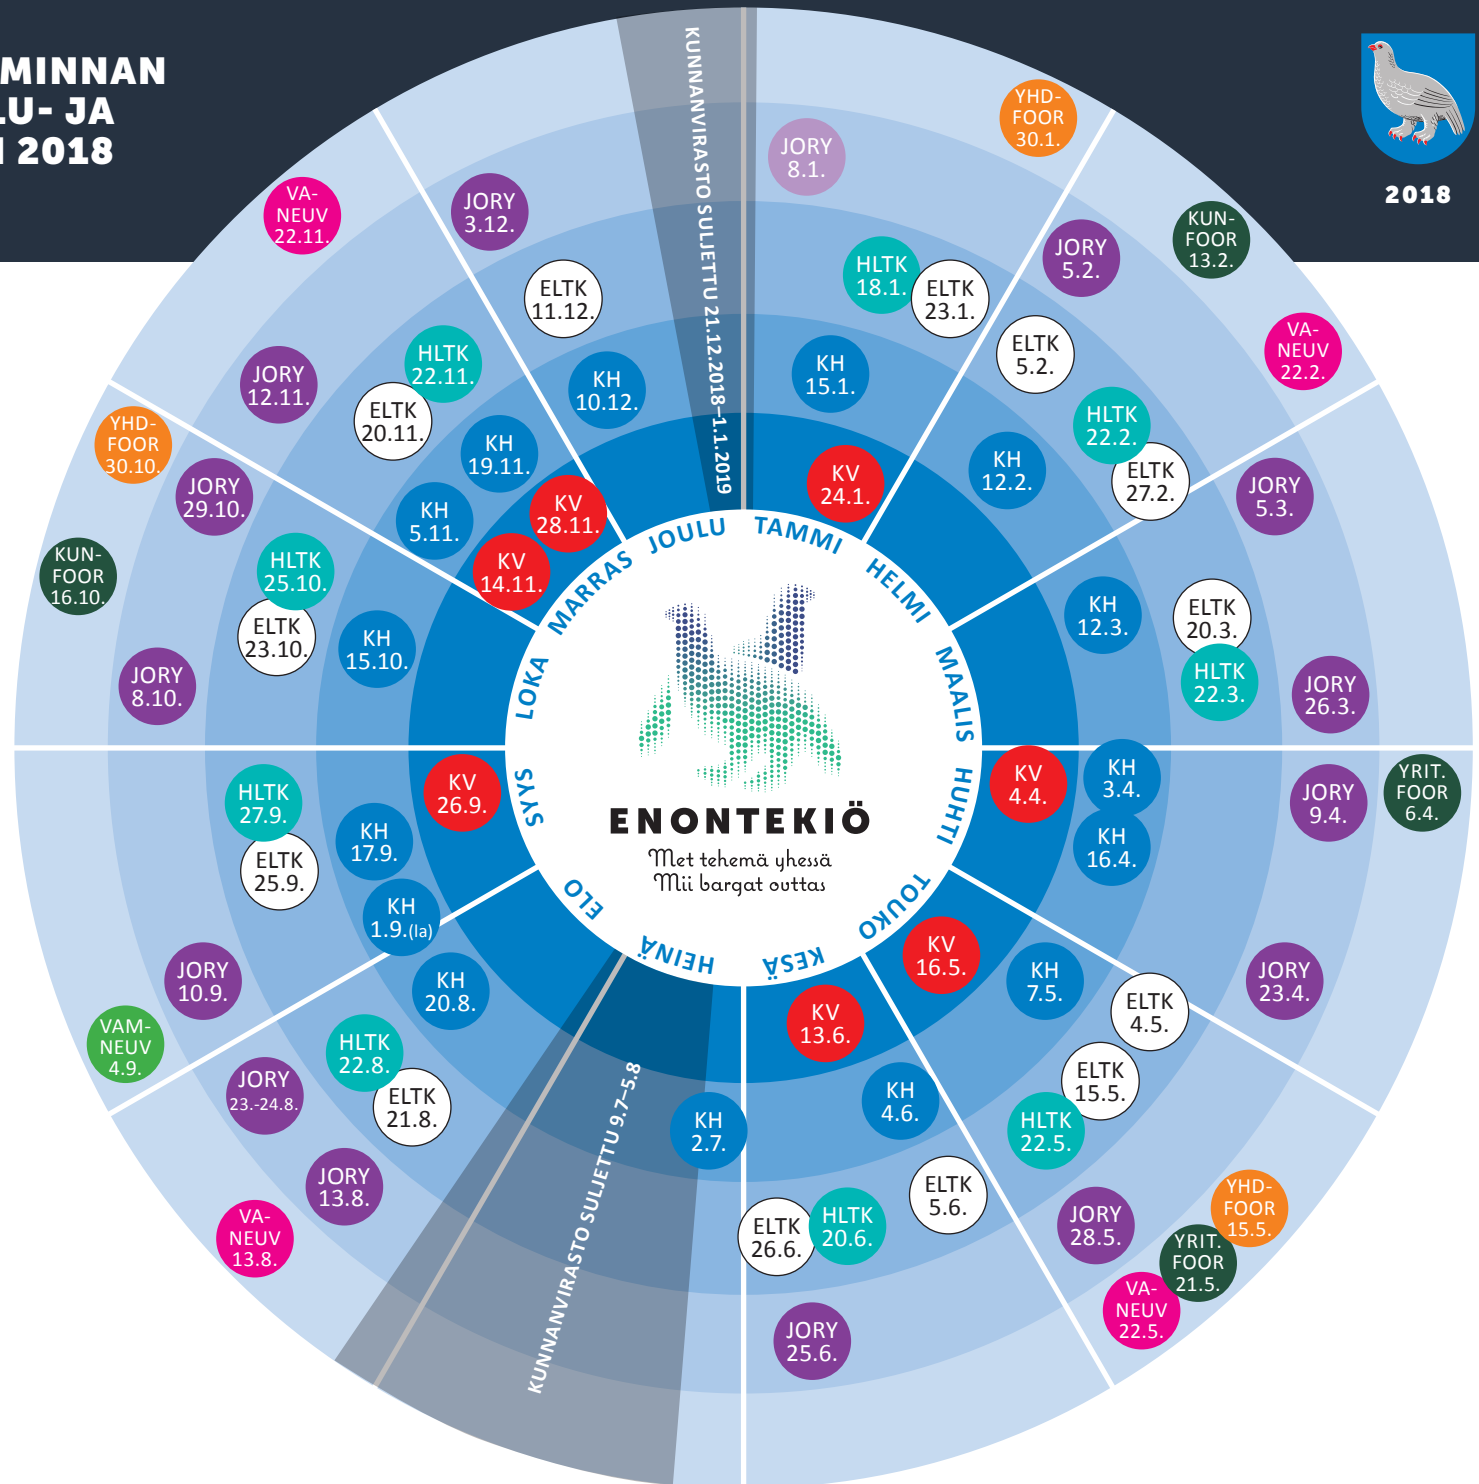 MINNAN
LU- JA
2018
2018
KUNNANVIRASTO SULJETTU 21.12.2018–1.1.2019
JORY
8.1.
YHD-
FOOR
30.1.
HLTK
18.1.
ELTK
23.1.
KH
15.1.
KV
24.1.
JORY
5.2.
KUN-
FOOR
13.2.
VA-
NEUV
22.2.
ELTK
5.2.
HLTK
22.2.
ELTK
27.2.
KH
12.2.
JORY
5.3.
KH
12.3.
ELTK
20.3.
HLTK
22.3.
JORY
26.3.
KV
4.4.
KH
3.4.
KH
16.4.
JORY
9.4.
YRIT.
FOOR
6.4.
JORY
23.4.
KV
16.5.
KH
7.5.
ELTK
4.5.
ELTK
15.5.
HLTK
22.5.
JORY
28.5.
YHD-
FOOR
15.5.
YRIT.
FOOR
21.5.
VA-
NEUV
22.5.
KV
13.6.
KH
4.6.
ELTK
5.6.
HLTK
20.6.
ELTK
26.6.
JORY
25.6.
KH
2.7.
KUNNANVIRASTO SULJETTU 9.7–5.8
KH
20.8.
HLTK
22.8.
ELTK
21.8.
JORY
23.-24.8.
JORY
13.8.
VA-
NEUV
13.8.
KV
26.9.
KH
17.9.
KH
1.9.(la)
HLTK
27.9.
ELTK
25.9.
JORY
10.9.
VAM-
NEUV
4.9.
KH
15.10.
HLTK
25.10.
ELTK
23.10.
JORY
8.10.
JORY
29.10.
KUN-
FOOR
16.10.
YHD-
FOOR
30.10.
KV
14.11.
KV
28.11.
KH
5.11.
KH
19.11.
ELTK
20.11.
HLTK
22.11.
JORY
12.11.
VA-
NEUV
22.11.
JORY
3.12.
ELTK
11.12.
KH
10.12.
TAMMI
HELMI
MAALIS
HUHTI
TOUKO
KESÄ
HEINÄ
ELO
SYYS
LOKA
MARRAS
JOULU
ENONTEKIÖ
Met tehemä yhessä
Mii bargat ovttas